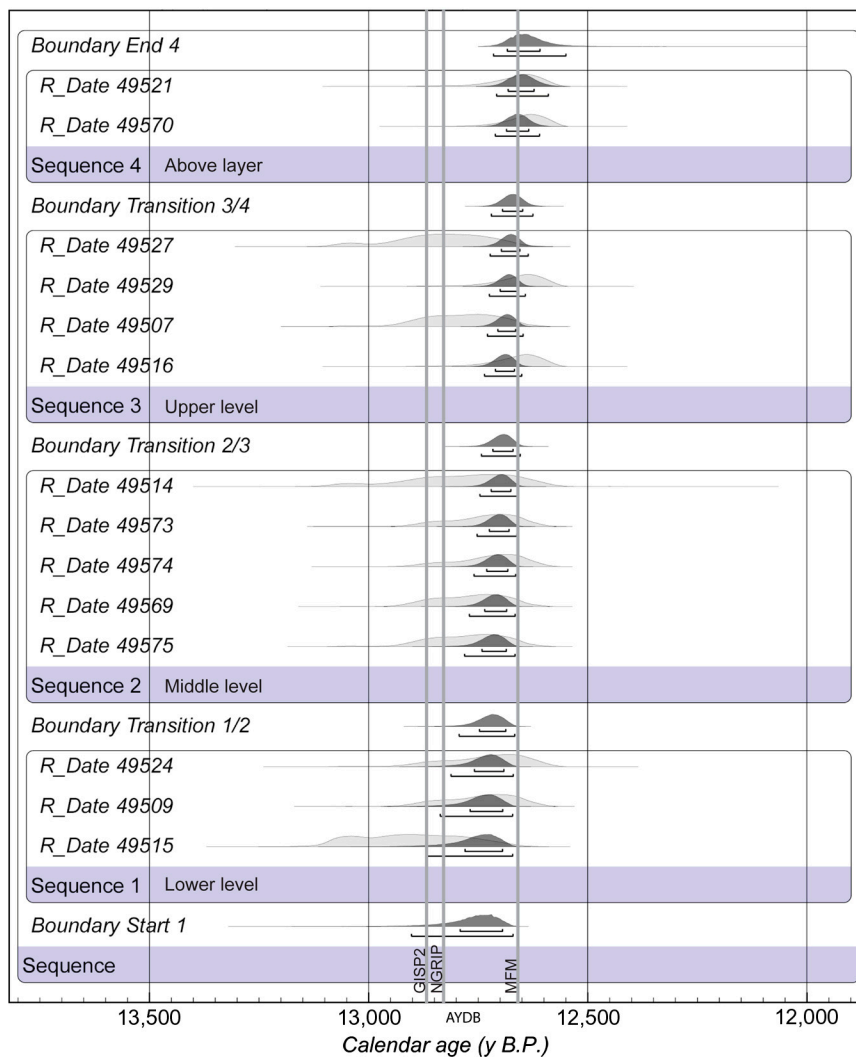 Boundary End 4
R_Date 49521
R_Date 49570
Sequence 4 Above layer
Boundary Transition 3/4
R_Date 49527
R_Date 49529
R_Date 49507
R_Date 49516
Sequence 3 Upper level
Boundary Transition 2/3
R_Date 49514
R_Date 49573
R_Date 49574
R_Date 49569
R_Date 49575
Sequence 2 Middle level
Boundary Transition 1/2
R_Date 49524
R_Date 49509
R_Date 49515
Sequence 1 Lower level
Boundary Start 1
Sequence
GISP2
NGRIP
MFM
13,500 13,000 AYDB 12,500 12,000
Calendar age (y B.P.)